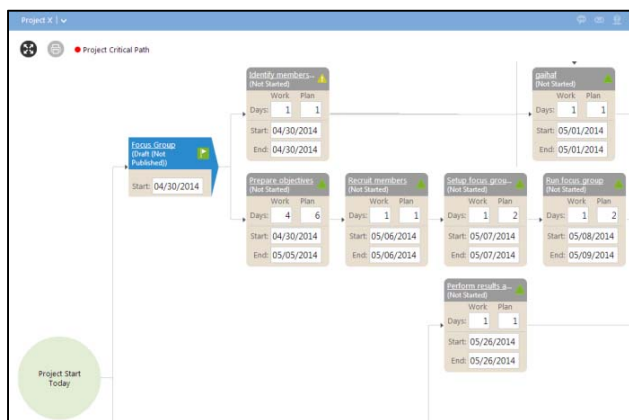 Project X
Project Critical Path
Identify members...
(Not Started)
Work Plan
Days: 1 1
Start: 04/30/2014
End: 04/30/2014
gaihaf
(Not Started)
Work Plan
Days: 1 1
Start: 05/01/2014
End: 05/01/2014
Focus Group
(Draft (Not
Published))
Start: 04/30/2014
Prepare objectives
(Not Started)
Work Plan
Days: 4 6
Start: 04/30/2014
End: 05/05/2014
Recruit members
(Not Started)
Work Plan
Days: 1 1
Start: 05/06/2014
End: 05/06/2014
Setup focus grou...
(Not Started)
Work Plan
Days: 1 2
Start: 05/07/2014
End: 05/07/2014
Run focus group
(Not Started)
Work Plan
Days: 1 2
Start: 05/08/2014
End: 05/09/2014
Perform results a...
(Not Started)
Work Plan
Days: 1 1
Start: 05/26/2014
End: 05/26/2014
Project Start
Today